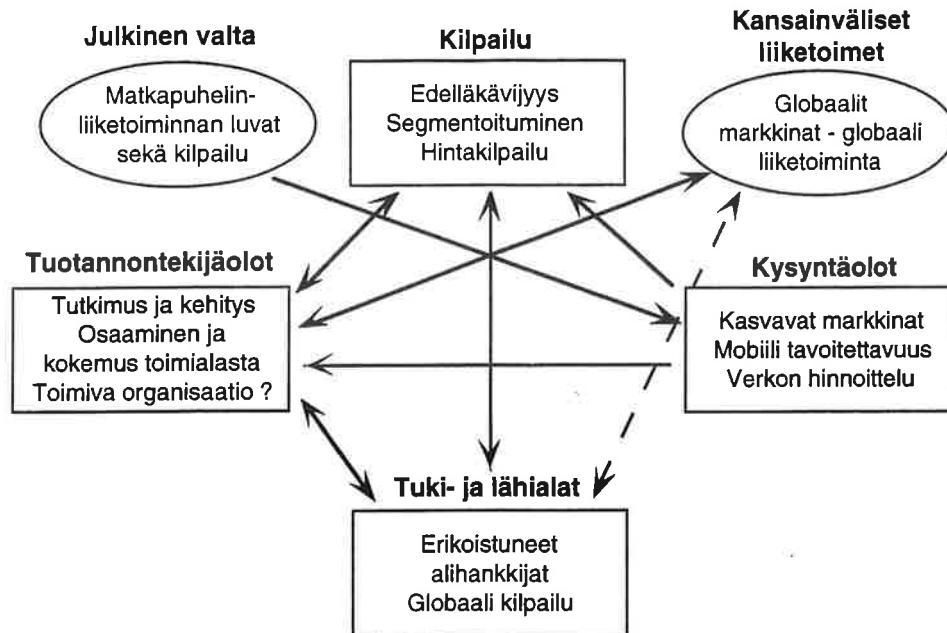 Julkinen valta
Matkapuhelin-
liiketoiminnan luvat
sekä kilpailu
Kilpailu
Edelläkävijyys
Segmentoituminen
Hintakilpailu
Kansainväliset
liiketoimet
Globaalit
markkinat - globaali
liiketoiminta
Tuotannontekijäolot
Tutkimus ja kehitys
Osaaminen ja
kokemus toimialasta
Toimiva organisaatio ?
Kysyntäolot
Kasvavat markkinat
Mobiili tavoitettavuus
Verkon hinnoittelu
Tuki- ja lähialat
Erikoistuneet
alihankkijat
Globaali kilpailu